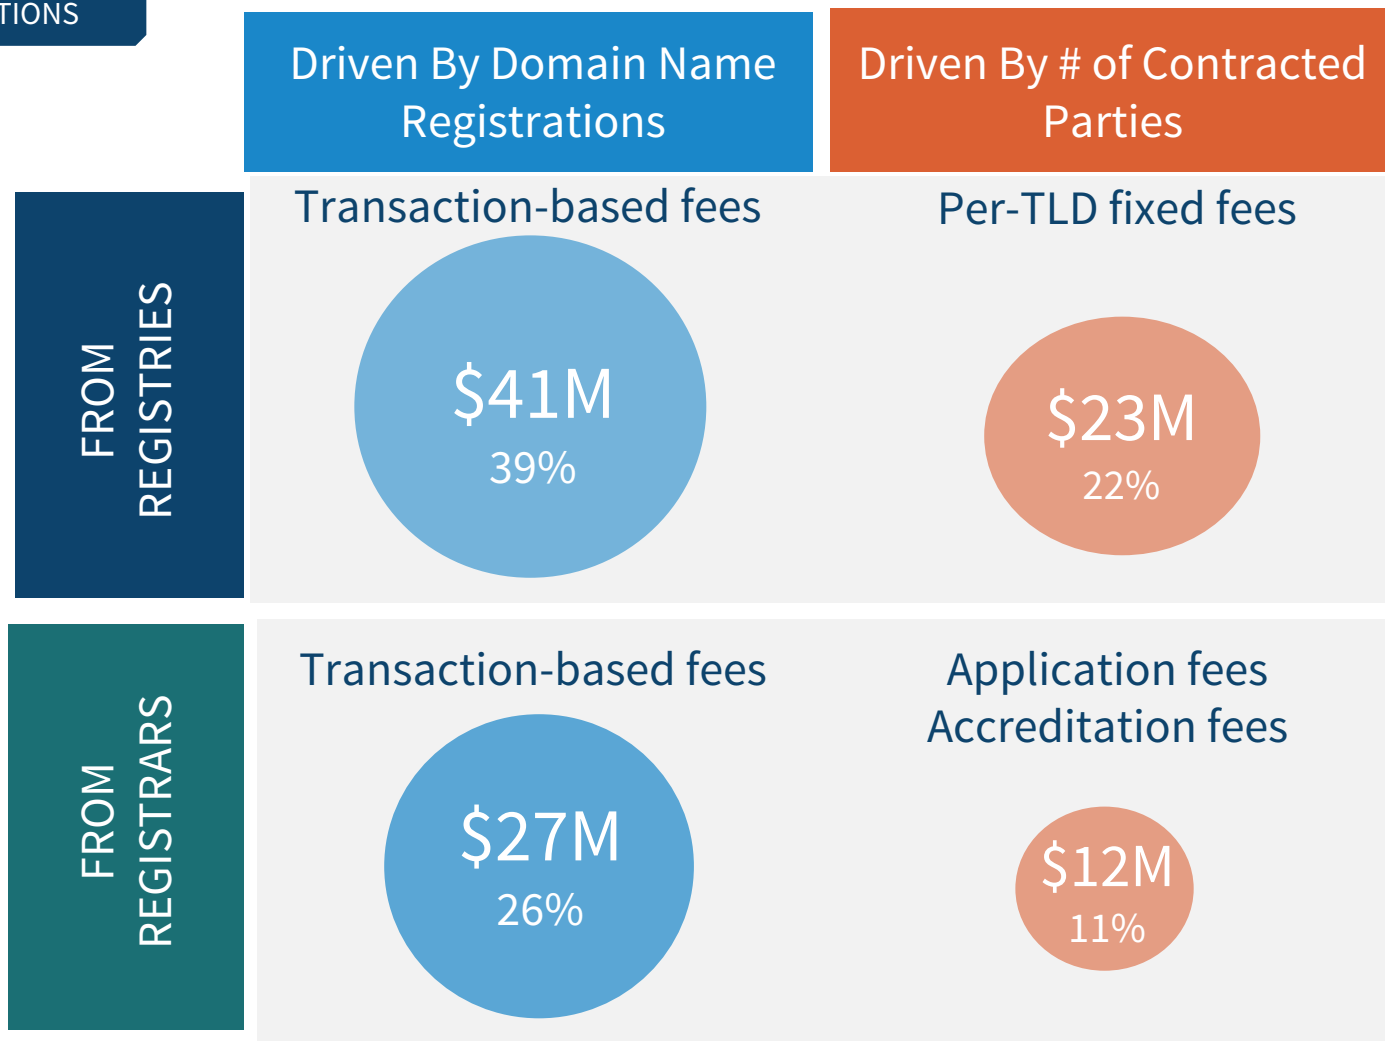 TIONS
Driven By Domain Name
Registrations
Driven By # of Contracted
Parties
FROM
REGISTRIES
Transaction-based fees
$41M
39%
Per-TLD fixed fees
$23M
22%
FROM
REGISTRARS
Transaction-based fees
$27M
26%
Application fees
Accreditation fees
$12M
11%